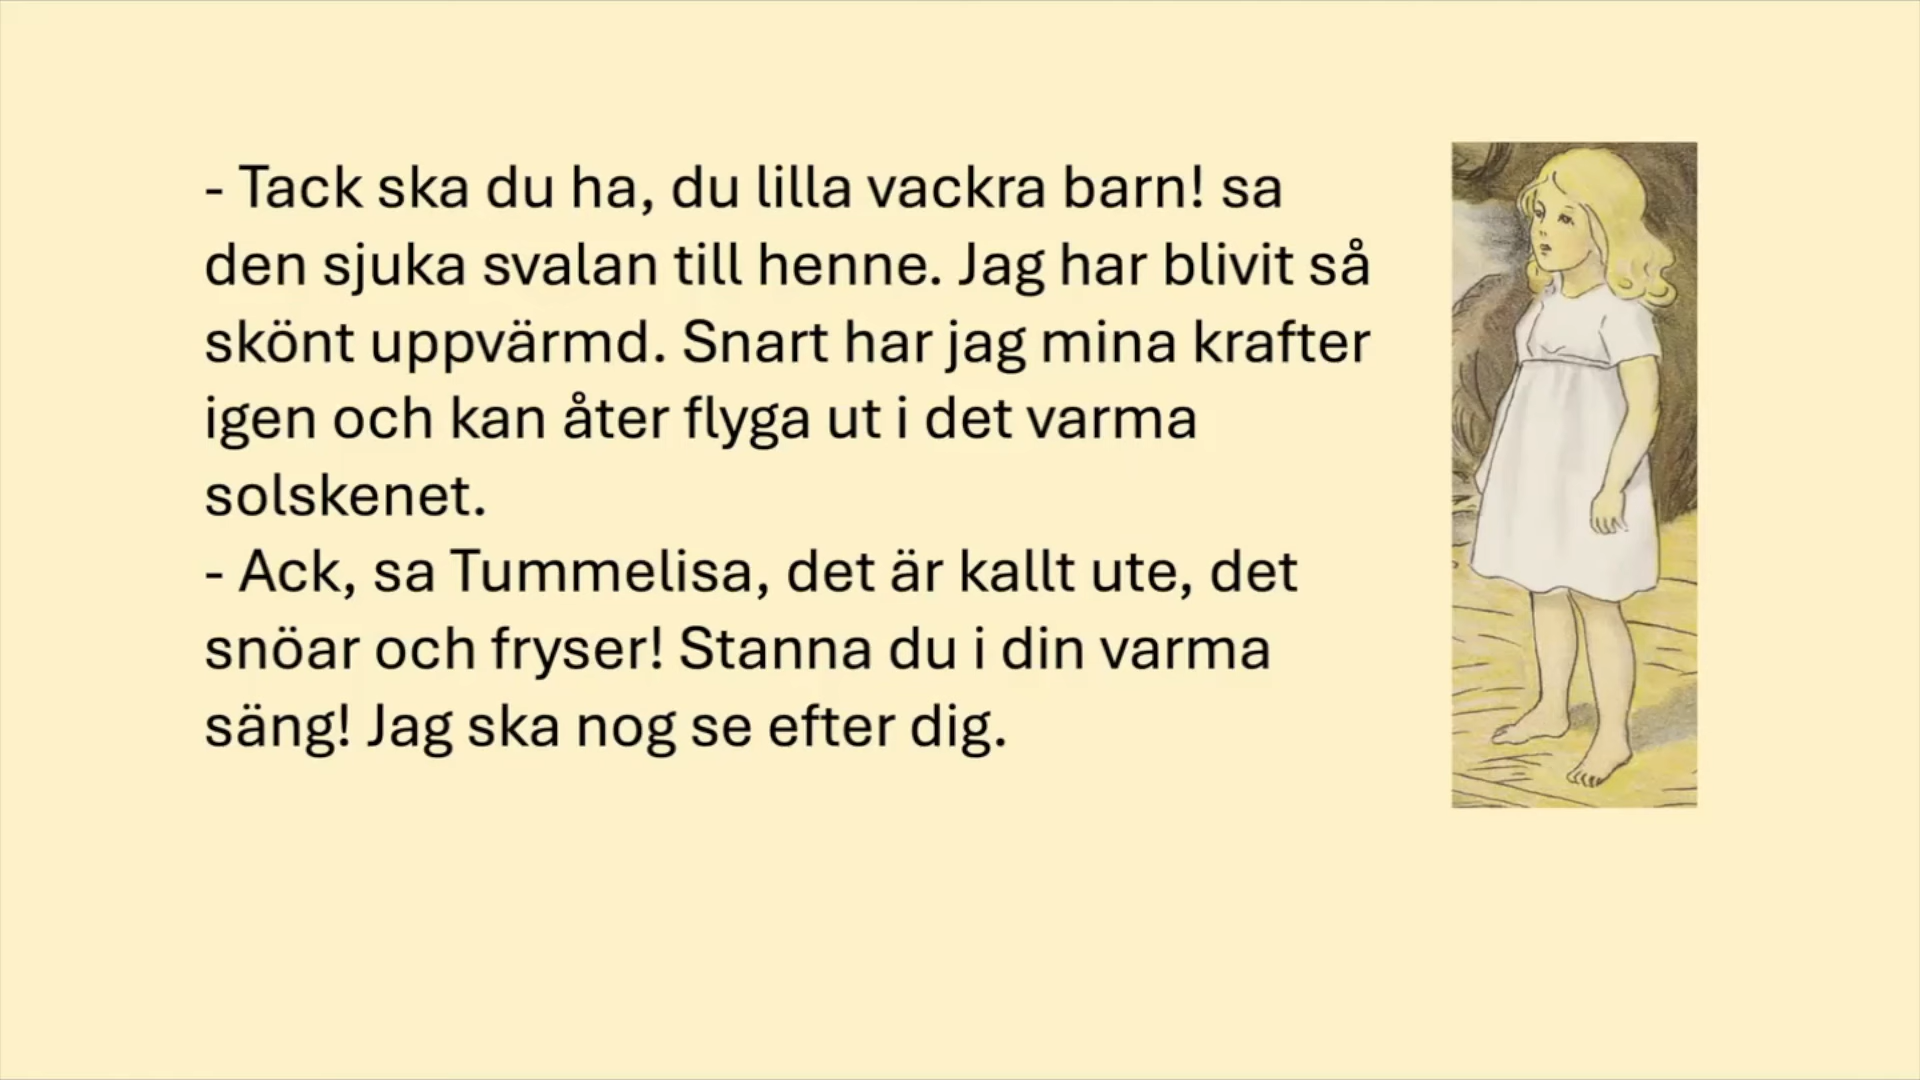 - Tack ska du ha, du lilla vackra barn! sa
den sjuka svalan till henne. Jag har blivit så
skönt uppvärmd. Snart har jag mina krafter
igen och kan åter flyga ut i det varma
solskenet.
- Ack, sa Tummelisa, det är kallt ute, det
snöar och fryser! Stanna du i din varma
säng! Jag ska nog se efter dig.